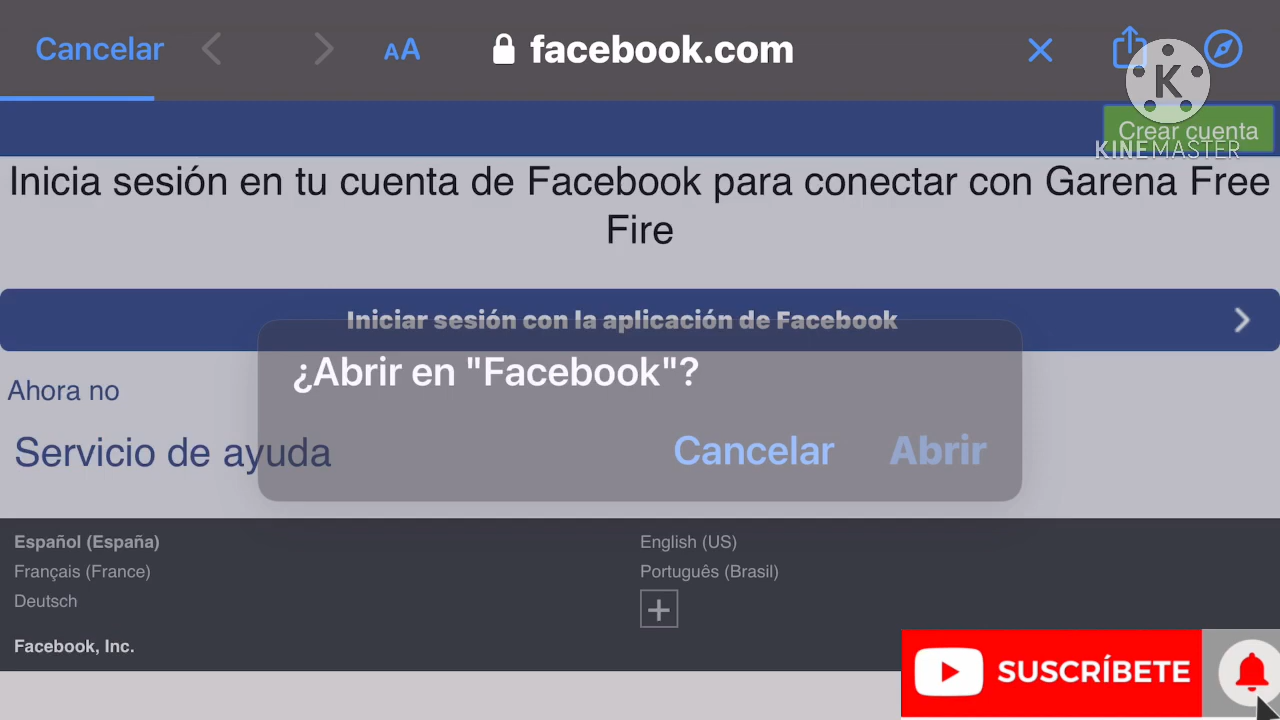 Cancelar
AA
facebook.com
K
KINEMASTER
Crear cuenta
Inicia sesión en tu cuenta de Facebook para conectar con Garena Free
Fire
Iniciar sesión con la aplicación de Facebook
¿Abrir en "Facebook"?
Ahora no
Cancelar
Abrir
Servicio de ayuda
Español (España)
English (US)
Français (France)
Português (Brasil)
Deutsch
Facebook, Inc.
SUSCRÍBETE